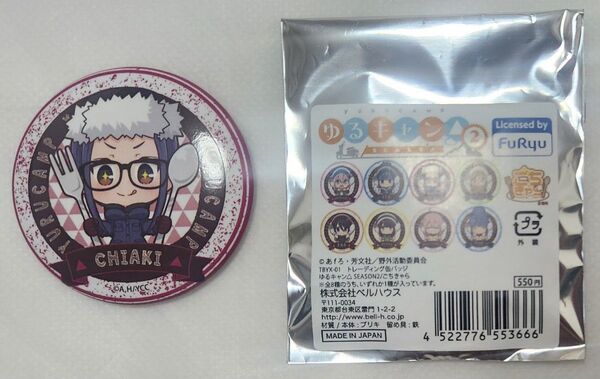 YURUCAMP
YURUCAMP
CHIAKI
©A.H/YCC
yurucamp
ゆるキャン△2
SEASON
Licensed by
FuRyu
プラ
外装
©あfろ・芳文社/野外活動委員会
TBYX-01 トレーディング缶バッジ
ゆるキャン△ SEASON2/ごちきゃら
※全8種のうち、いずれか1種が入っています。
550円
株式会社ベルハウス
〒111-0034
東京都台東区雷門 1-2-2
http://www.bell-h.co.jp
材質/本体:ブリキ 留め具:鉄
MADE IN JAPAN
4 522776 553666